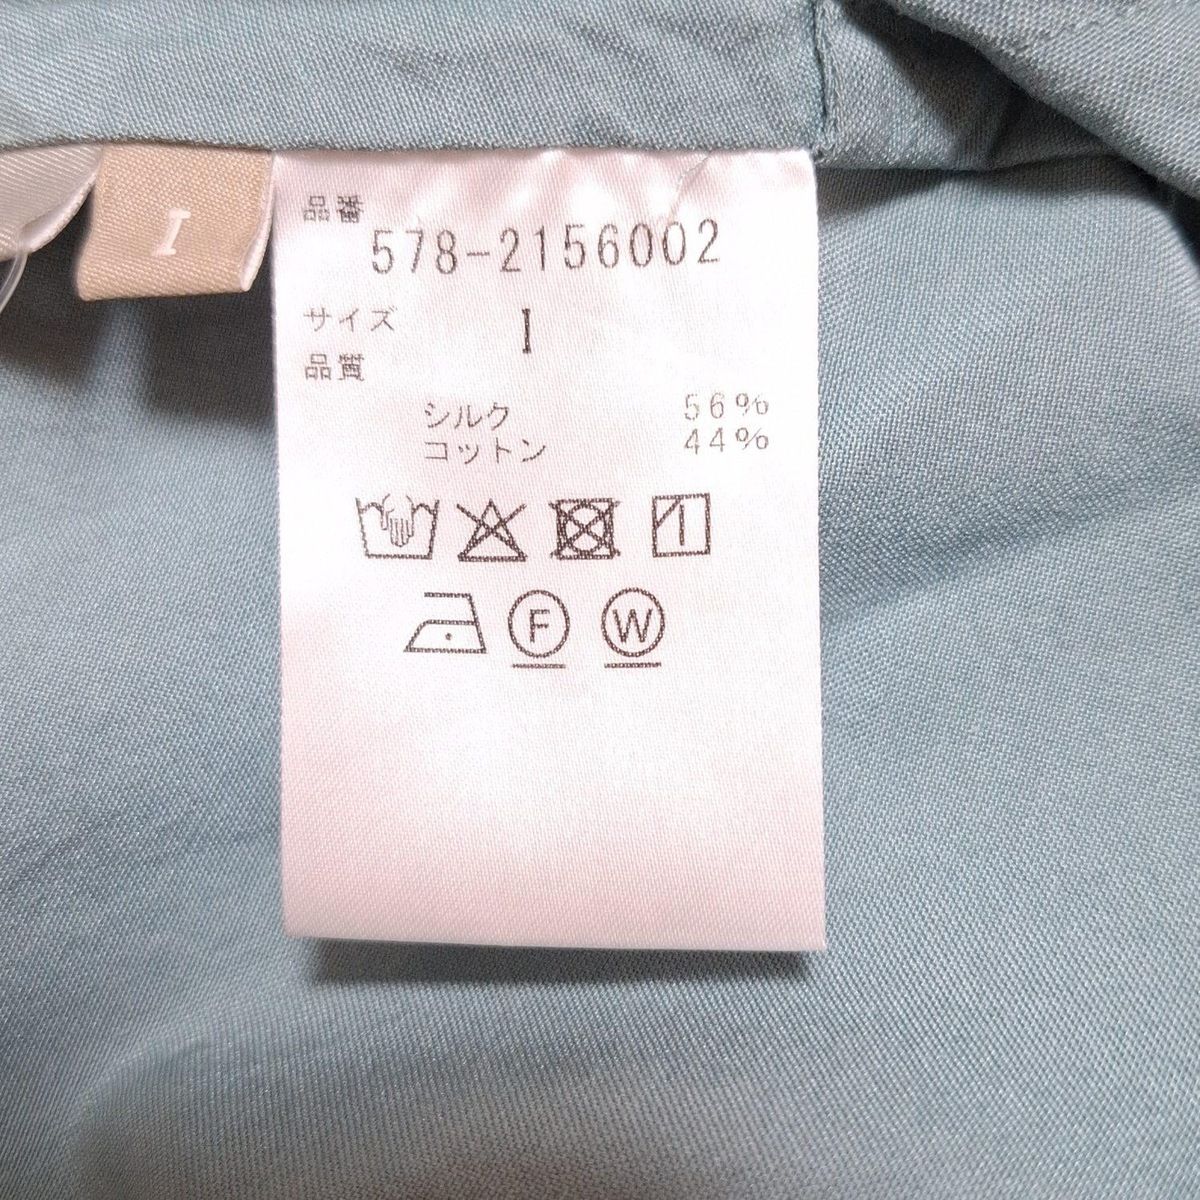 I
品番
578-2156002
サイズ I
品質
シルク 56%
コットン 44%
F W